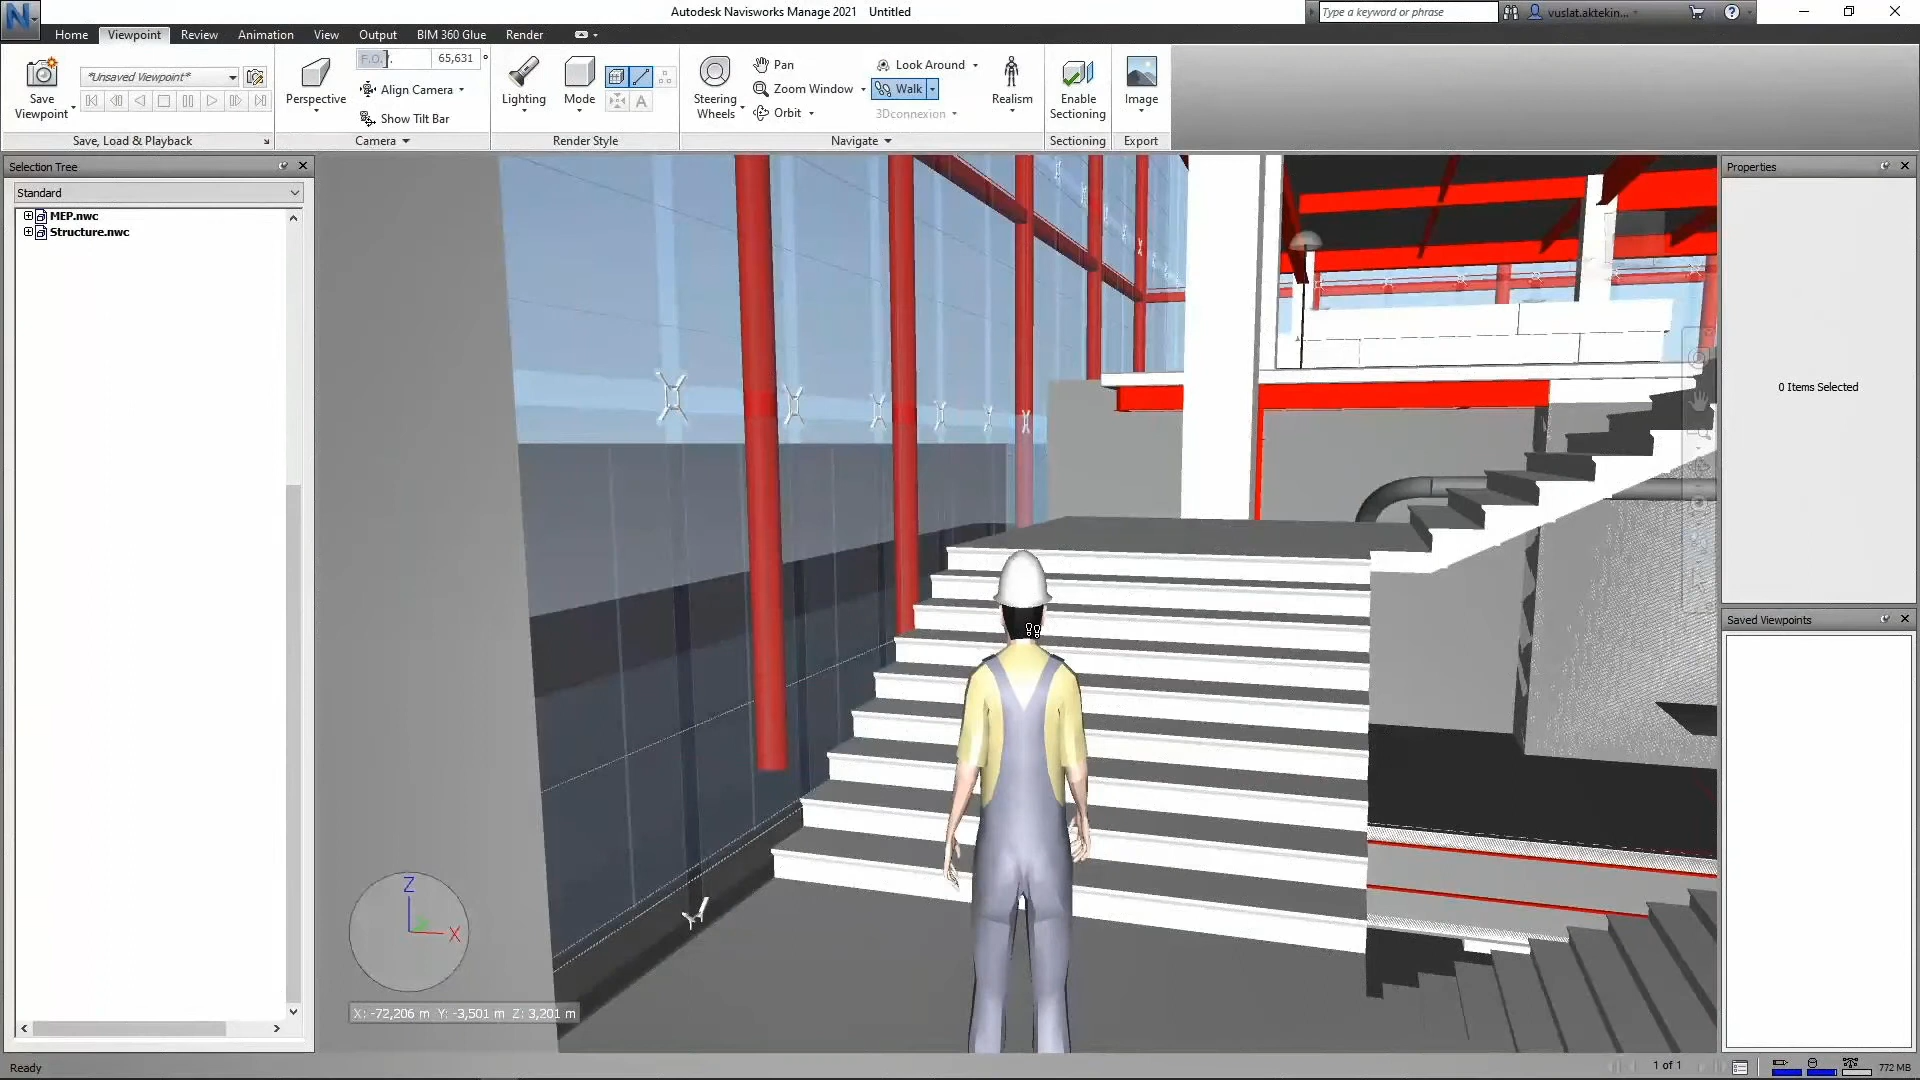 Autodesk Navisworks Manage 2021 Untitled
Type a keyword or phrase
vuslat.aktekin...
Home Viewpoint Review Animation View Output BIM 360 Glue Render
Save Viewpoint
*Unsaved Viewpoint*
Save, Load & Playback
Perspective
F.O.V. 65,631 °
Align Camera
Show Tilt Bar
Camera
Lighting
Mode
A
Render Style
Steering Wheels
Pan
Zoom Window
Orbit
Look Around
Walk
3Dconnexion
Realism
Navigate
Enable Sectioning
Sectioning
Image
Export
Selection Tree
Standard
MEP.nwc
Structure.nwc
Properties
0 Items Selected
Saved Viewpoints
Z
X
X: -72,206 m Y: -3,501 m Z: 3,201 m
Ready
1 of 1
772 MB